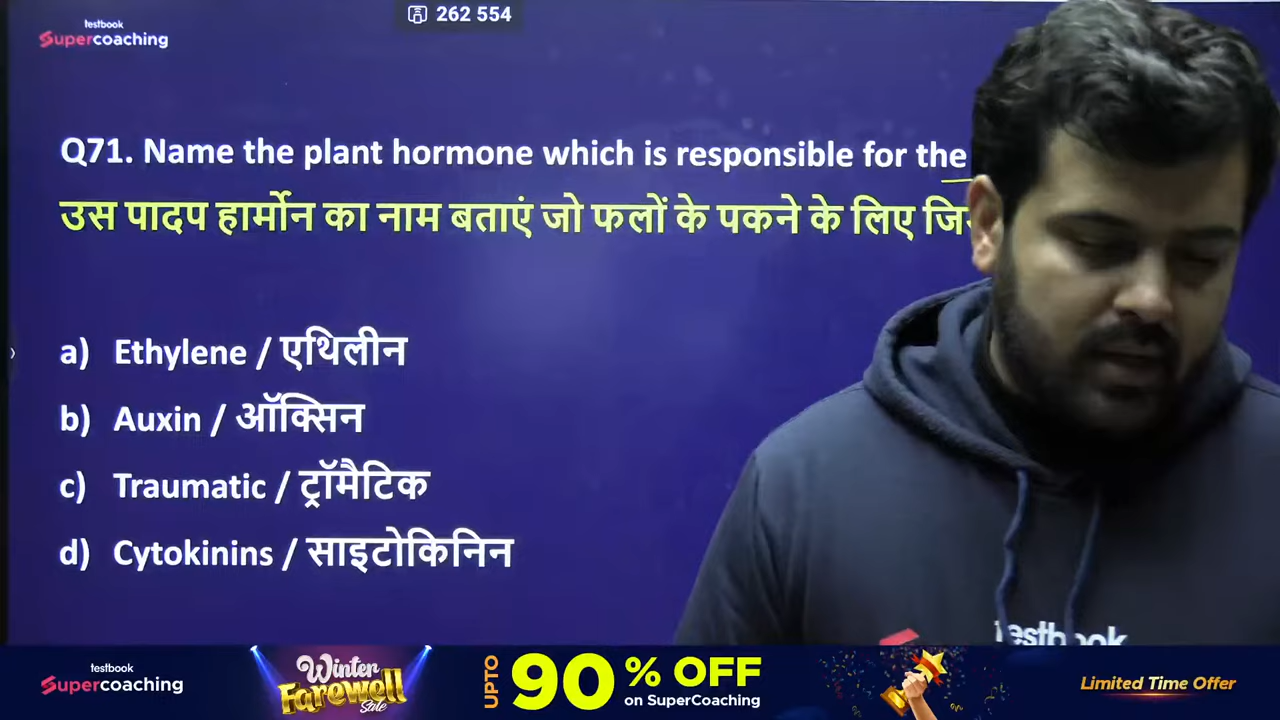 testbook
Supercoaching
262 554
Q71. Name the plant hormone which is responsible for the
उस पादप हार्मोन का नाम बताएं जो फलों के पकने के लिए
a) Ethylene / एथिलीन
b) Auxin / ऑक्सिन
c) Traumatic / ट्रॉमैटिक
d) Cytokinins / साइटोकिनिन
testbook
testbook
Supercoaching
Winter
Farewell
Sale
UPTO
90% OFF
on SuperCoaching
Limited Time Offer